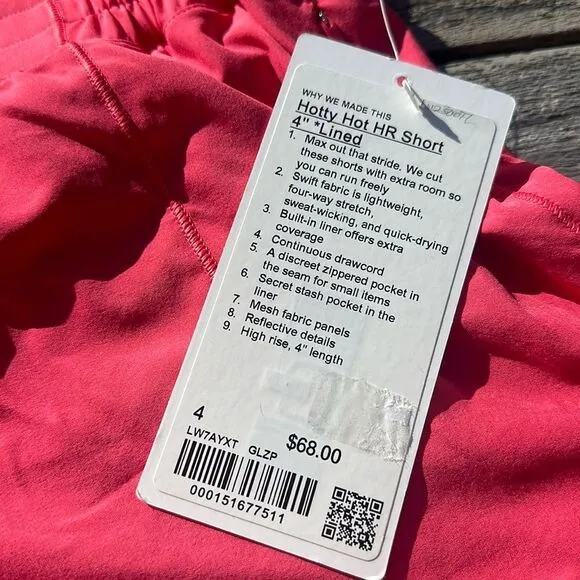 WHY WE MADE THIS
Hotty Hot HR Short
4" *Lined
1. Max out that stride. We cut
these shorts with extra room so
you can run freely
2. Swift fabric is lightweight,
four-way stretch,
sweat-wicking, and quick-drying
3. Built-in liner offers extra
coverage
4. Continuous drawcord
5. A discreet zippered pocket in
the seam for small items
6. Secret stash pocket in the
liner
7. Mesh fabric panels
8. Reflective details
9. High rise, 4" length
4
LW7AYXT GLZP
$68.00
000151677511